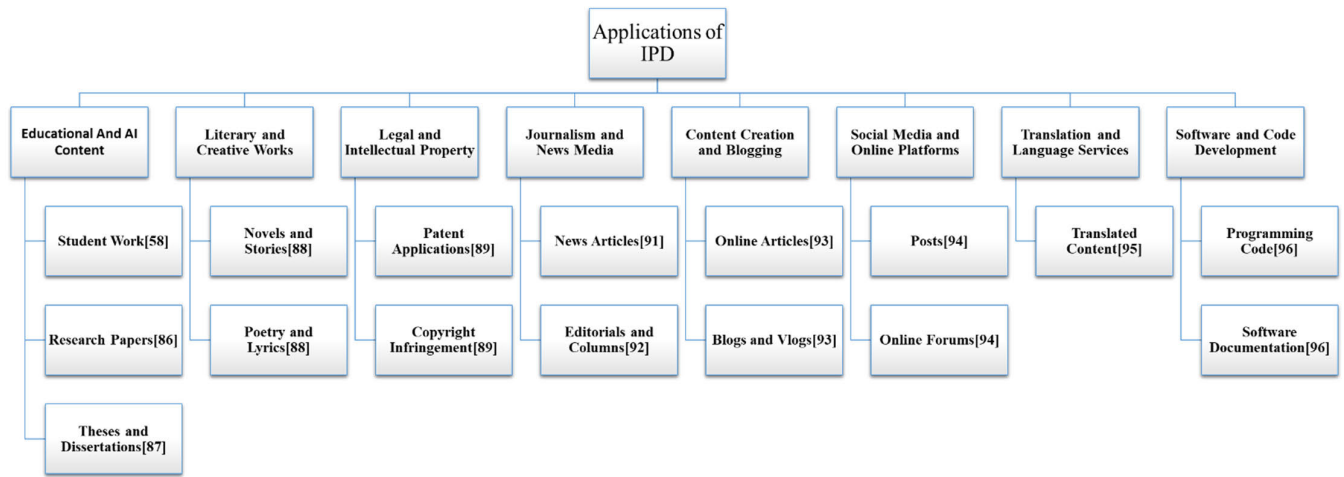 Applications of
IPD
Educational And AI
Content
Literary and
Creative Works
Legal and
Intellectual Property
Journalism and
News Media
Content Creation
and Blogging
Social Media and
Online Platforms
Translation and
Language Services
Software and Code
Development
Student Work[58]
Novels and
Stories[88]
Patent
Applications[89]
News Articles[91]
Online Articles[93]
Posts[94]
Translated
Content[95]
Programming
Code[96]
Research Papers[86]
Poetry and
Lyrics[88]
Copyright
Infringement[89]
Editorials and
Columns[92]
Blogs and Vlogs[93]
Online Forums[94]
Software
Documentation[96]
Theses and
Dissertations[87]